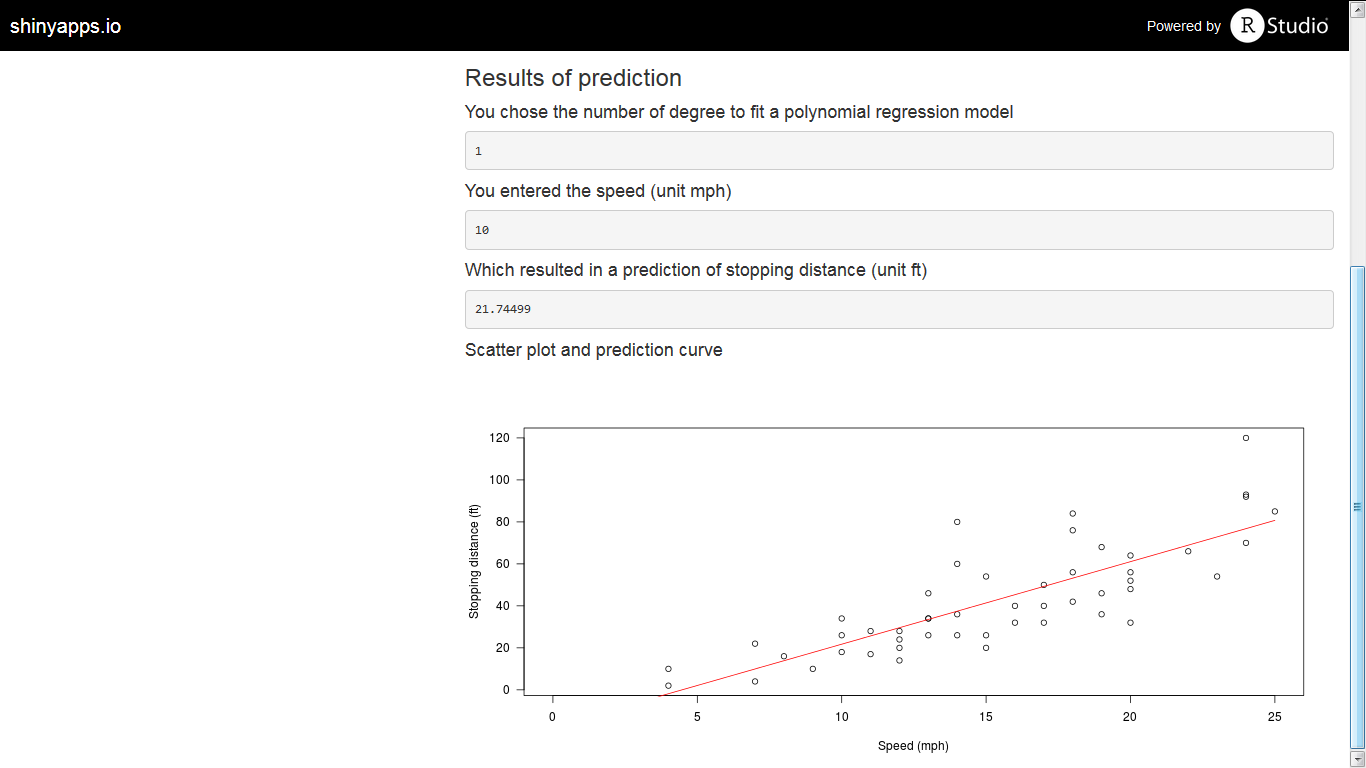 shinyapps.io
Powered by R Studio
Results of prediction
You chose the number of degree to fit a polynomial regression model
1
You entered the speed (unit mph)
10
Which resulted in a prediction of stopping distance (unit ft)
21.74499
Scatter plot and prediction curve
120
100
80
60
40
20
0
Stopping distance (ft)
0 5 10 15 20 25
Speed (mph)